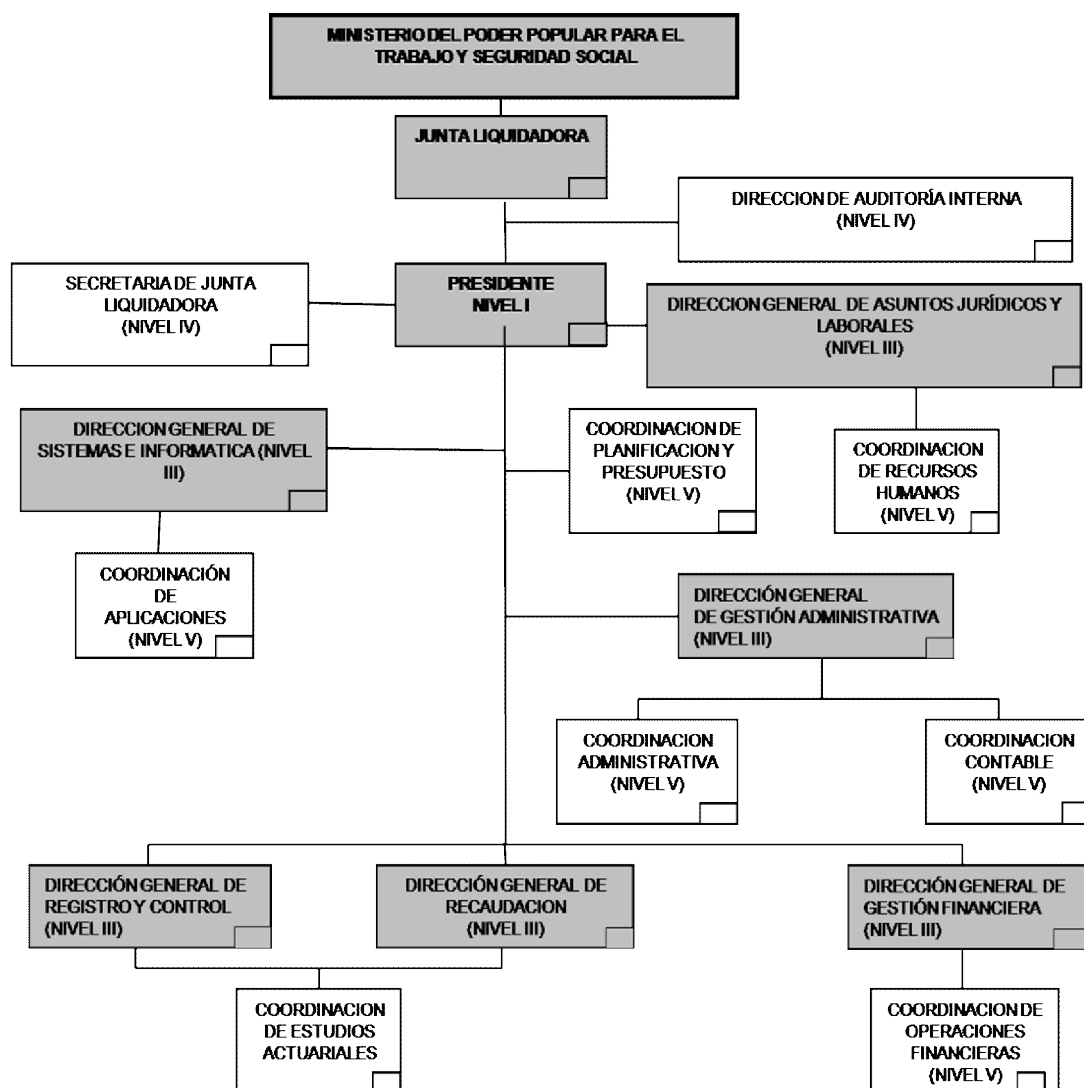 MINISTERIO DEL PODER POPULAR PARA EL
TRABAJO Y SEGURIDAD SOCIAL
JUNTA LIQUIDADORA
DIRECCION DE AUDITORÍA INTERNA
(NIVEL IV)
SECRETARIA DE JUNTA
LIQUIDADORA
(NIVEL IV)
PRESIDENTE
NIVEL I
DIRECCION GENERAL DE ASUNTOS JURÍDICOS Y
LABORALES
(NIVEL III)
DIRECCION GENERAL DE
SISTEMAS E INFORMATICA (NIVEL
III)
COORDINACION DE
PLANIFICACION Y
PRESUPUESTO
(NIVEL V)
COORDINACION
DE RECURSOS
HUMANOS
(NIVEL V)
COORDINACIÓN
DE
APLICACIONES
(NIVEL V)
DIRECCIÓN GENERAL
DE GESTIÓN ADMINISTRATIVA
(NIVEL III)
COORDINACION
ADMINISTRATIVA
(NIVEL V)
COORDINACION
CONTABLE
(NIVEL V)
DIRECCIÓN GENERAL DE
REGISTRO Y CONTROL
(NIVEL III)
DIRECCIÓN GENERAL DE
RECAUDACION
(NIVEL III)
DIRECCIÓN GENERAL DE
GESTIÓN FINANCIERA
(NIVEL III)
COORDINACION
DE ESTUDIOS
ACTUARIALES
COORDINACION DE
OPERACIONES
FINANCIERAS
(NIVEL V)